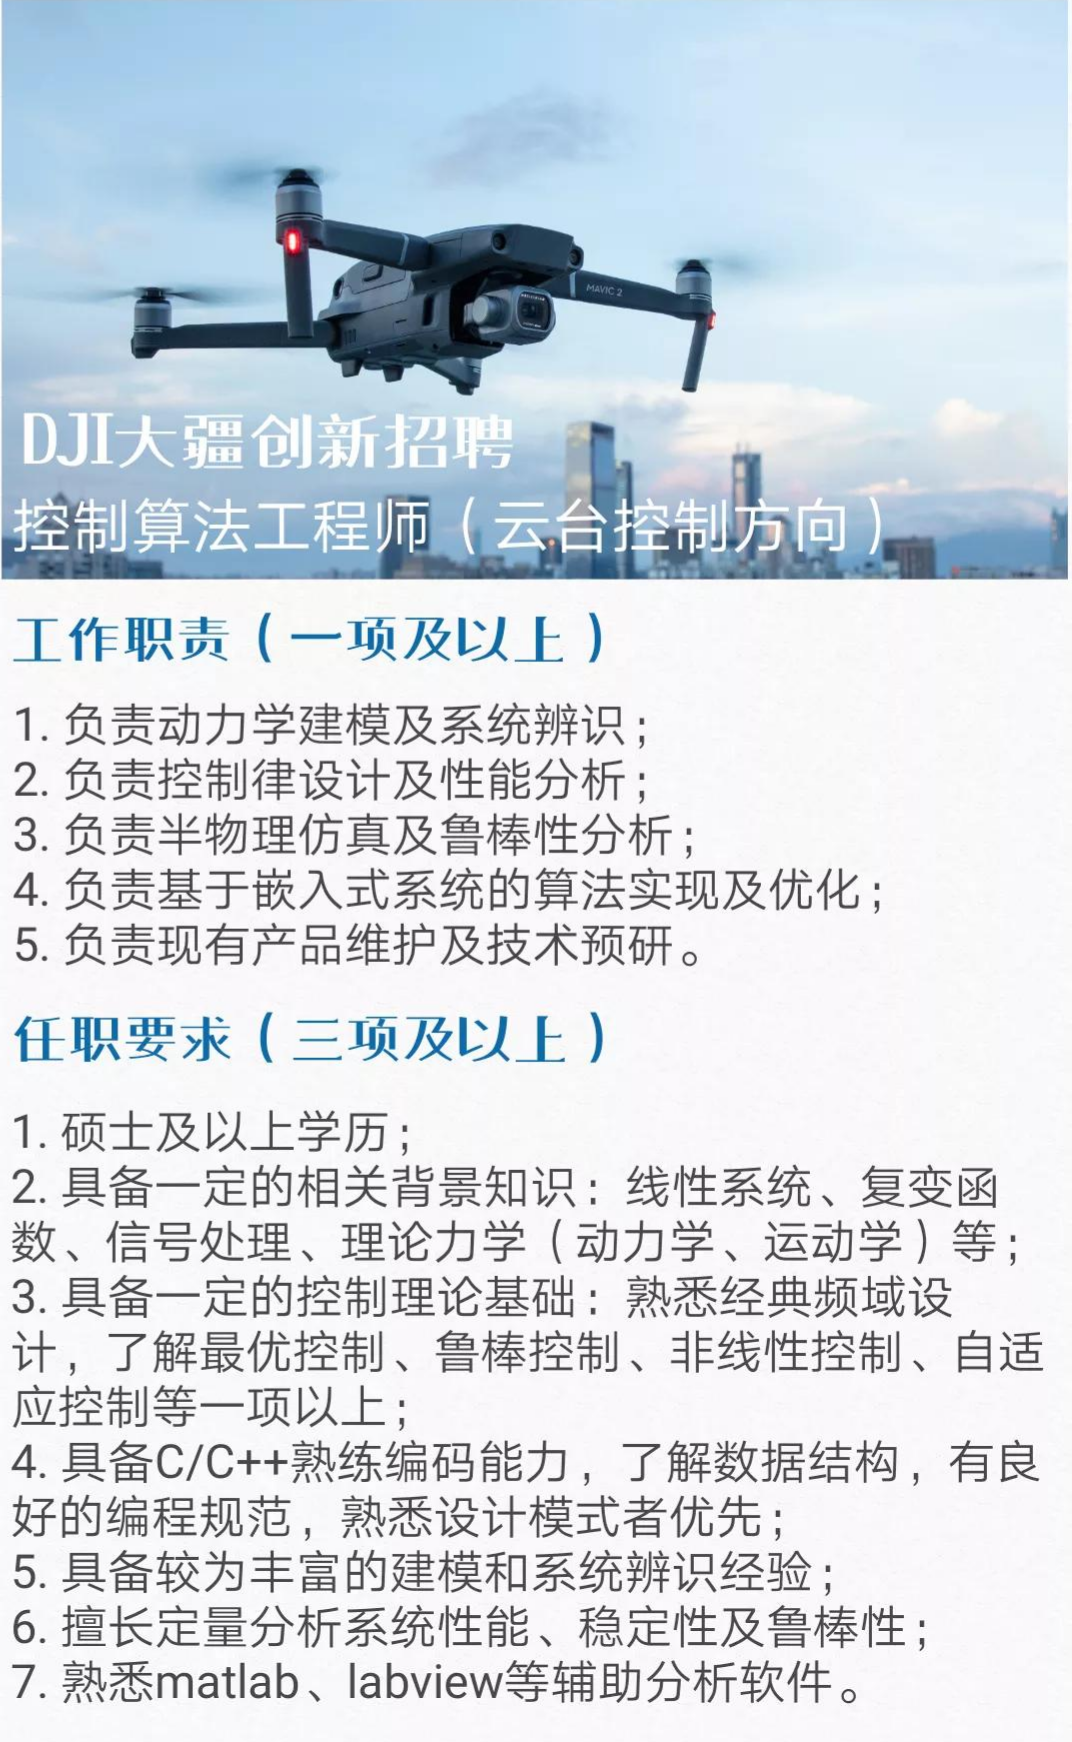 MAVIC 2
DJI大疆创新招聘
控制算法工程师（云台控制方向）
工作职责（一项及以上）
1. 负责动力学建模及系统辨识；
2. 负责控制律设计及性能分析；
3. 负责半物理仿真及鲁棒性分析；
4. 负责基于嵌入式系统的算法实现及优化；
5. 负责现有产品维护及技术预研。
任职要求（三项及以上）
1. 硕士及以上学历；
2. 具备一定的相关背景知识：线性系统、复变函
数、信号处理、理论力学（动力学、运动学）等；
3. 具备一定的控制理论基础：熟悉经典频域设
计，了解最优控制、鲁棒控制、非线性控制、自适
应控制等一项以上；
4. 具备C/C++熟练编码能力，了解数据结构，有良
好的编程规范，熟悉设计模式者优先；
5. 具备较为丰富的建模和系统辨识经验；
6. 擅长定量分析系统性能、稳定性及鲁棒性；
7. 熟悉matlab、labview等辅助分析软件。